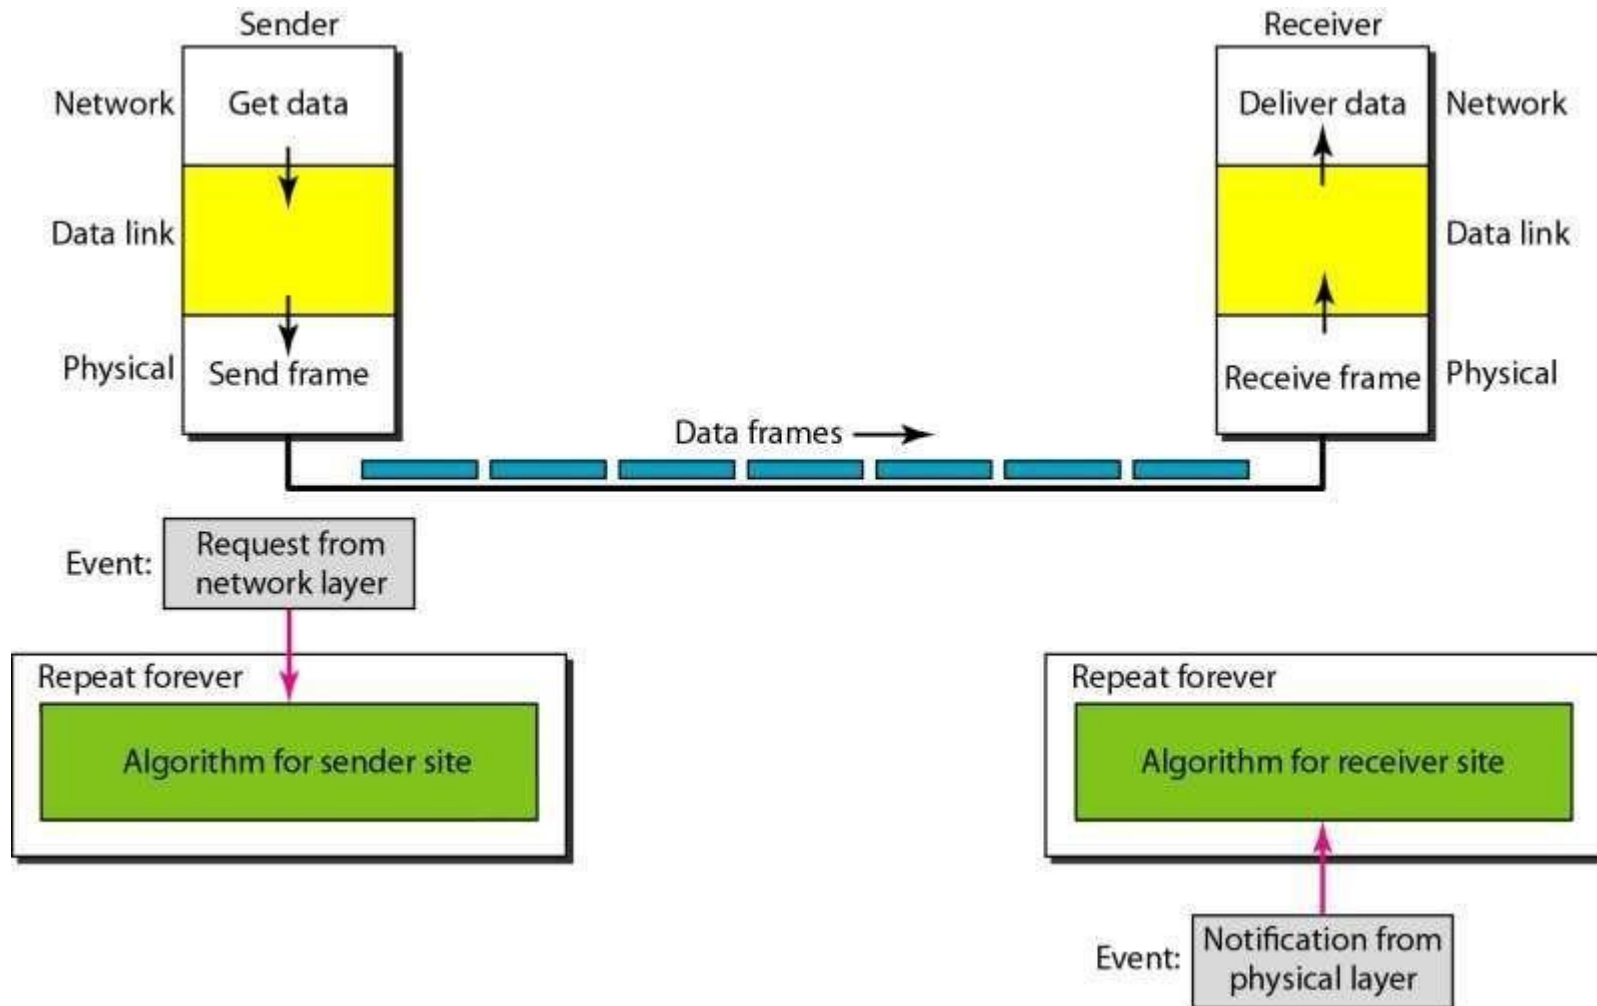 Sender
Receiver
Network
Get data
Deliver data
Network
Data link
Data link
Physical
Send frame
Receive frame
Physical
Data frames
Event:
Request from
network layer
Repeat forever
Algorithm for sender site
Repeat forever
Algorithm for receiver site
Event:
Notification from
physical layer